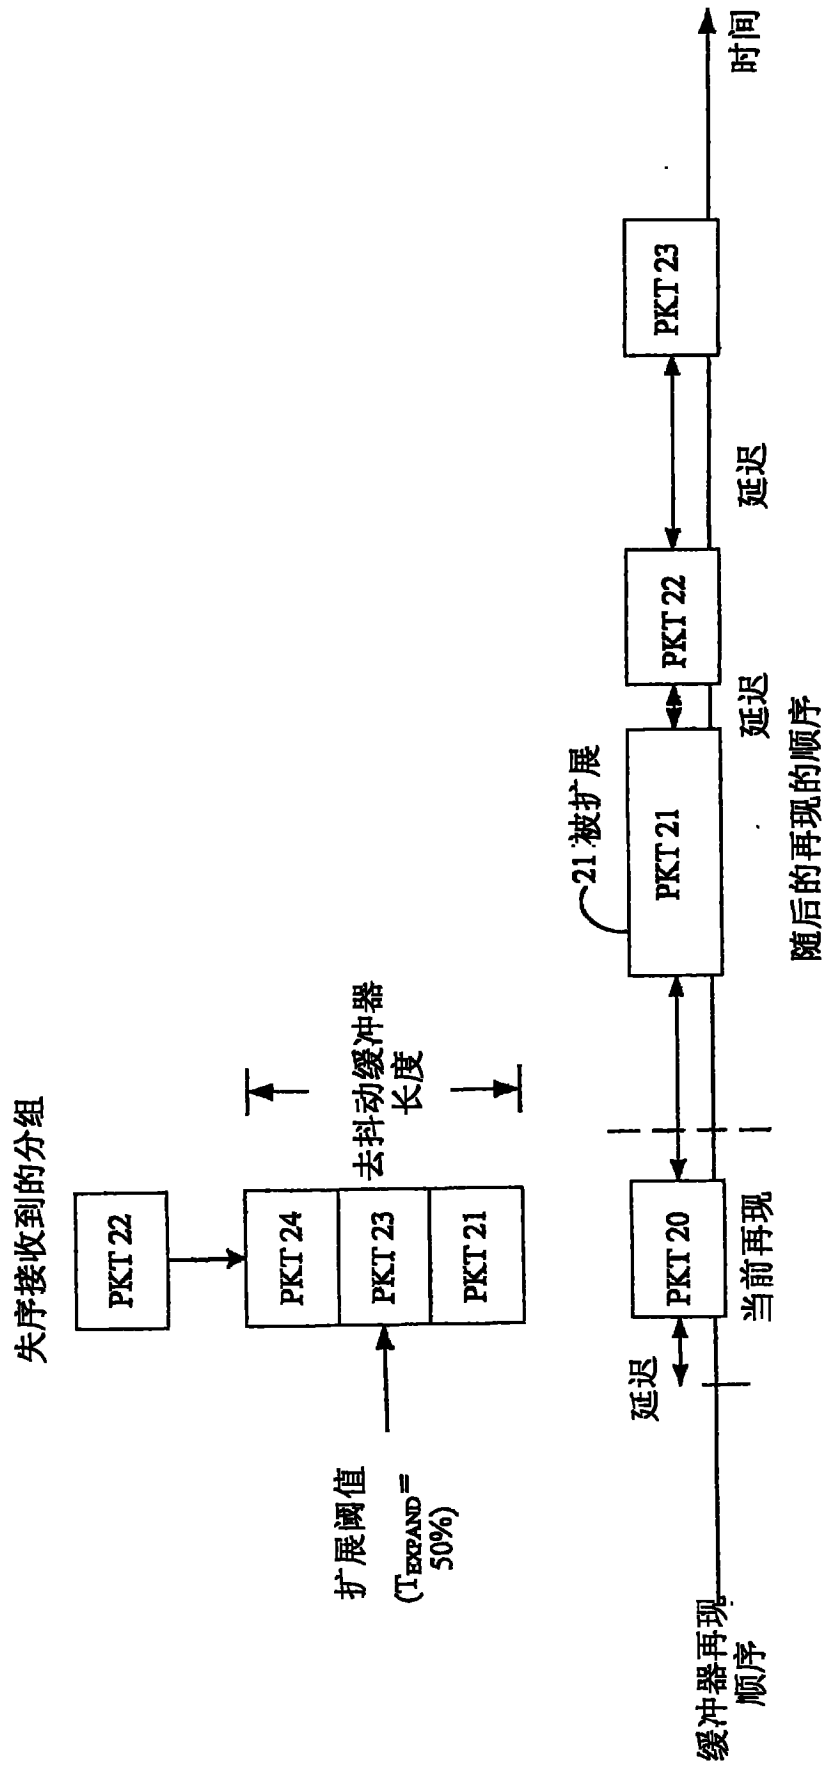 失序接收到的分组
PKT 22
PKT 24
PKT 23
PKT 21
去抖动缓冲器
长度
扩展阈值
(TEXPAND=
50%)
延迟
PKT 20
当前再现
21 被扩展
PKT 21
延迟
PKT 22
延迟
PKT 23
时间
缓冲器再现
顺序
随后的再现的顺序